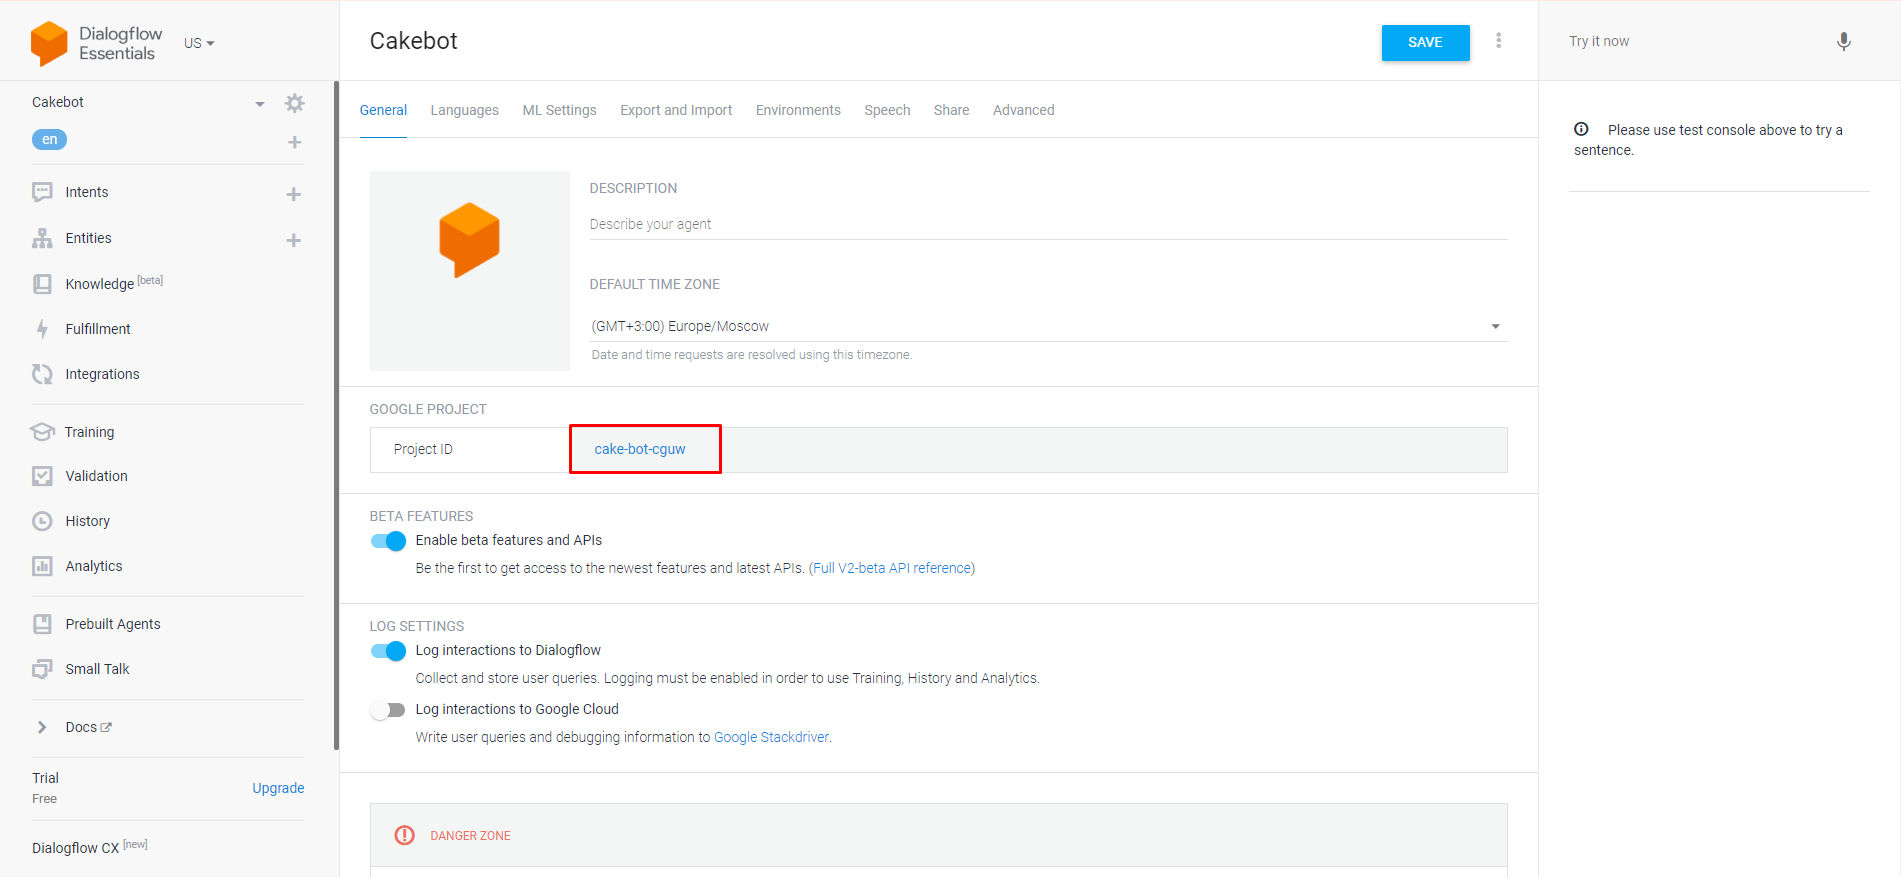 Dialogflow
Essentials
US
Cakebot
en
Intents
Entities
Knowledge [beta]
Fulfillment
Integrations
Training
Validation
History
Analytics
Prebuilt Agents
Small Talk
Docs
Trial
Free
Upgrade
Dialogflow CX [new]
Cakebot
SAVE
General Languages ML Settings Export and Import Environments Speech Share Advanced
DESCRIPTION
Describe your agent
DEFAULT TIME ZONE
(GMT+3:00) Europe/Moscow
Date and time requests are resolved using this timezone.
GOOGLE PROJECT
Project ID cake-bot-cguw
BETA FEATURES
Enable beta features and APIs
Be the first to get access to the newest features and latest APIs. (Full V2-beta API reference)
LOG SETTINGS
Log interactions to Dialogflow
Collect and store user queries. Logging must be enabled in order to use Training, History and Analytics.
Log interactions to Google Cloud
Write user queries and debugging information to Google Stackdriver.
DANGER ZONE
Try it now
Please use test console above to try a
sentence.